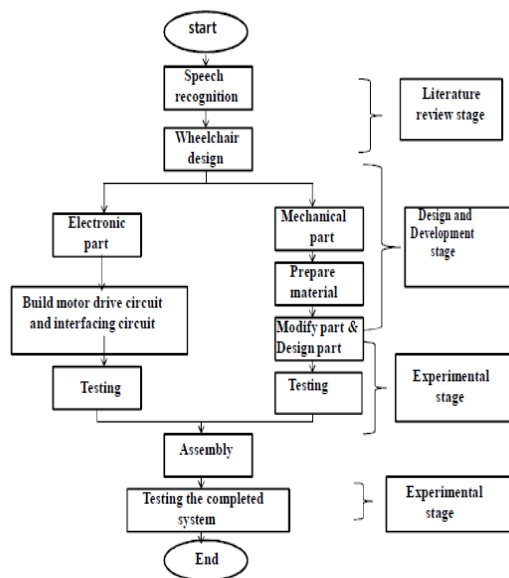 start
Speech
recognition
Literature
review stage
Wheelchair
design
Electronic
part
Mechanical
part
Design and
Development
stage
Prepare
material
Build motor drive circuit
and interfacing circuit
Modify part &
Design part
Testing
Testing
Experimental
stage
Assembly
Testing the completed
system
Experimental
stage
End